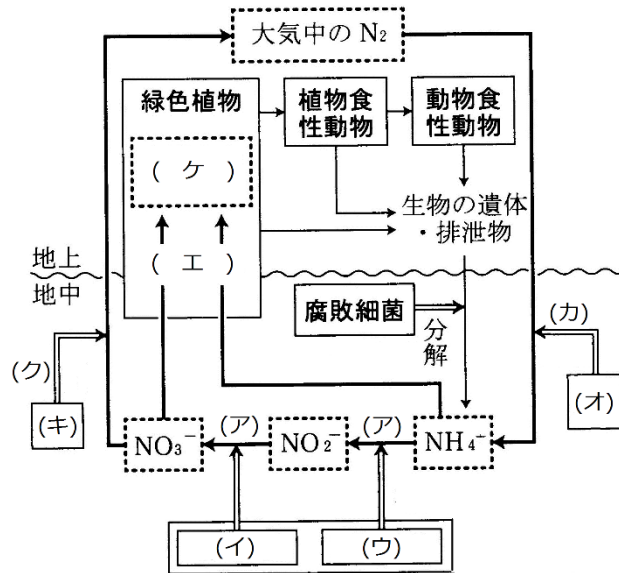 大気中の N₂
緑色植物
植物食
性動物
動物食
性動物
( ケ )
生物の遺体
・排泄物
( エ )
地上
地中
腐敗細菌
分解
(ク)
(カ)
(キ)
(オ)
NO₃⁻
(ア)
NO₂⁻
(ア)
NH₄⁺
(イ)
(ウ)